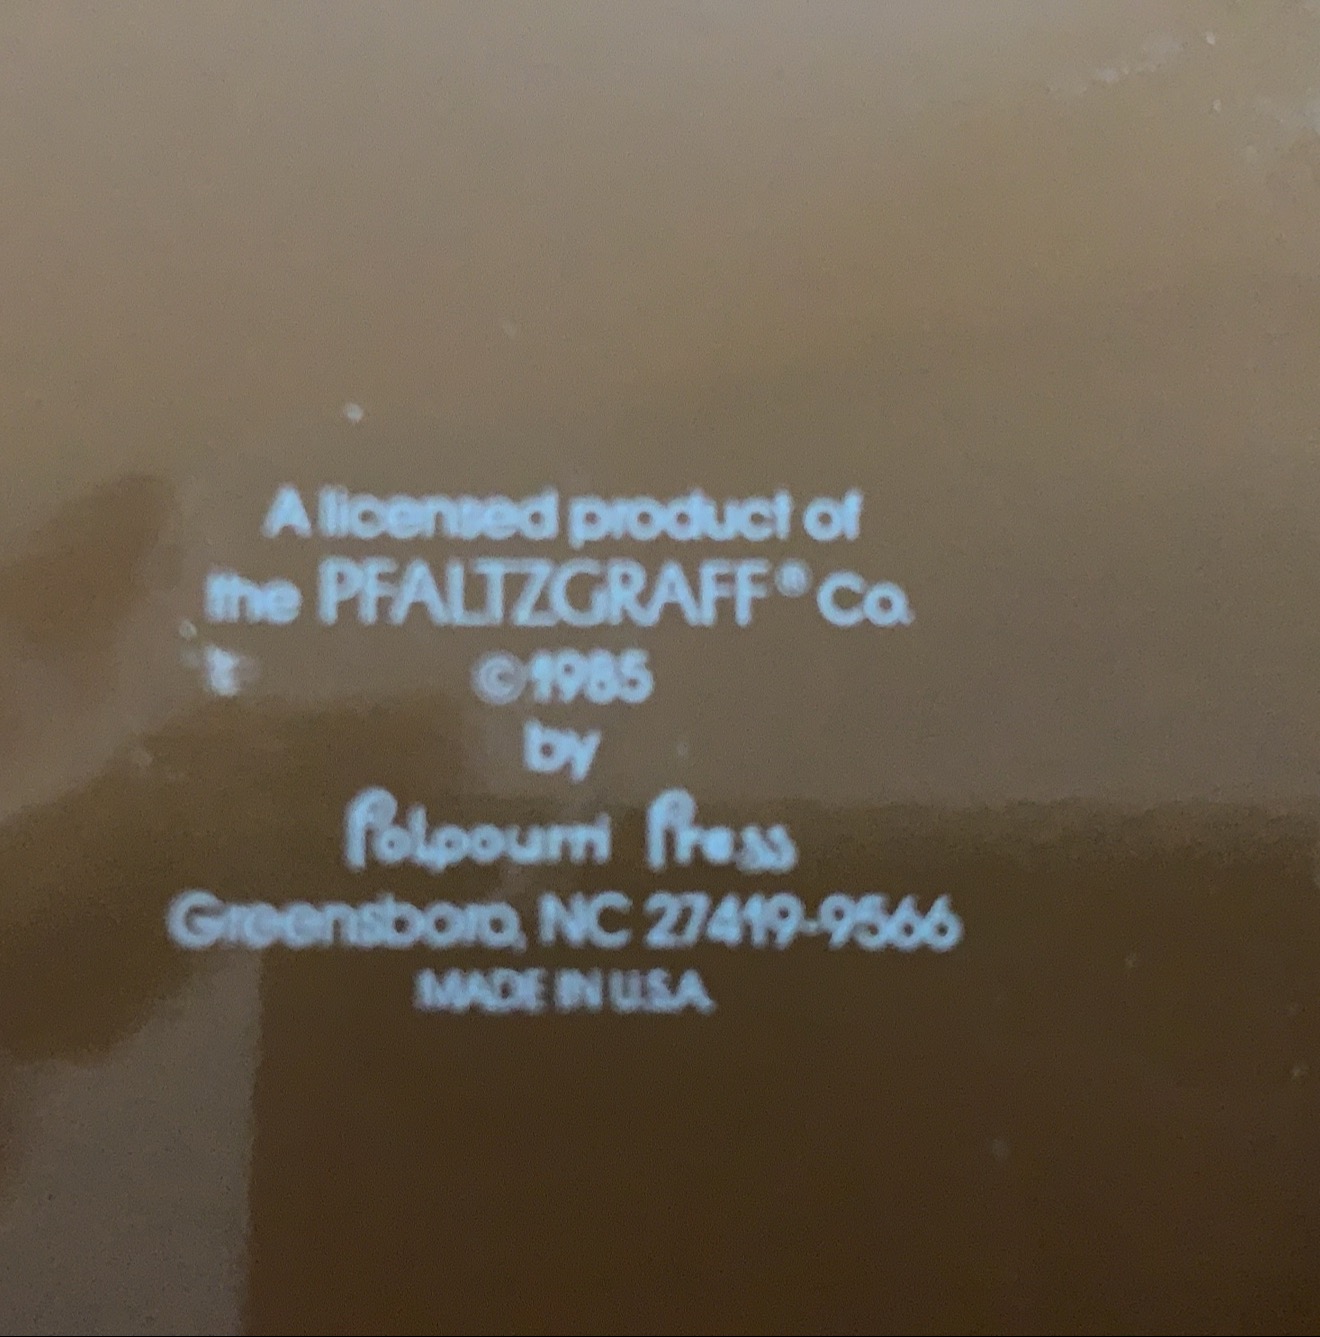 A licensed product of
the PFALTZGRAFF® Co.
©1985
by
Potpourri Press
Greensboro, NC 27419-9566
MADE IN U.S.A.